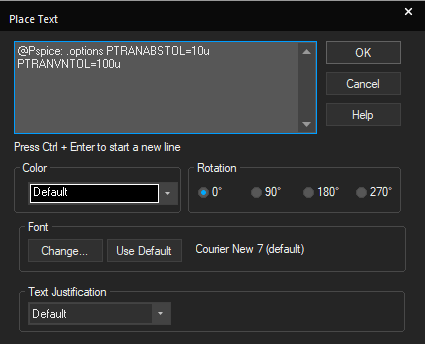 Place Text
@Pspice: .options PTRANABSTOL=10u
PTRANVNTOL=100u
OK
Cancel
Help
Press Ctrl + Enter to start a new line
Color
Default
Rotation
0°
90°
180°
270°
Font
Change...
Use Default
Courier New 7 (default)
Text Justification
Default